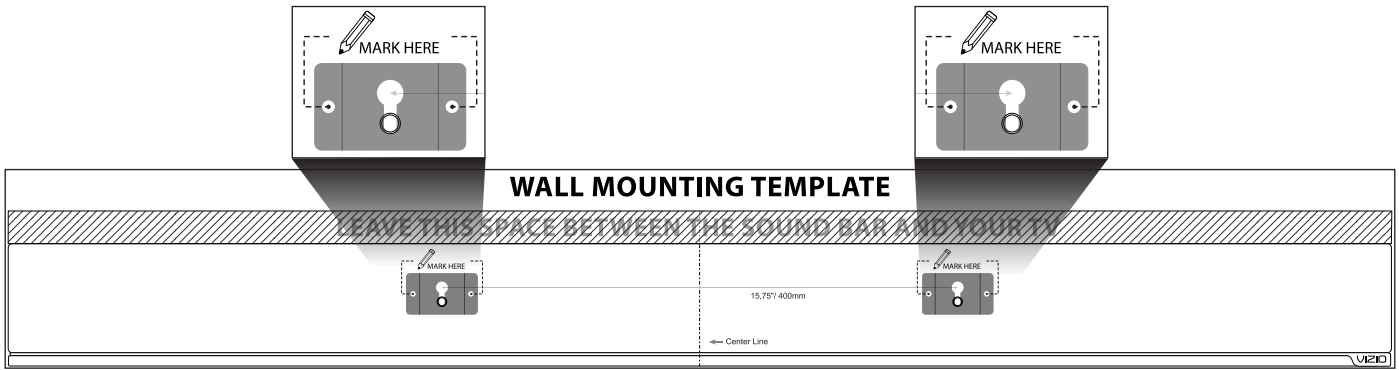 MARK HERE
MARK HERE
WALL MOUNTING TEMPLATE
LEAVE THIS SPACE BETWEEN THE SOUND BAR AND YOUR TV
MARK HERE
MARK HERE
15.75"/ 400mm
Center Line
VIZIO